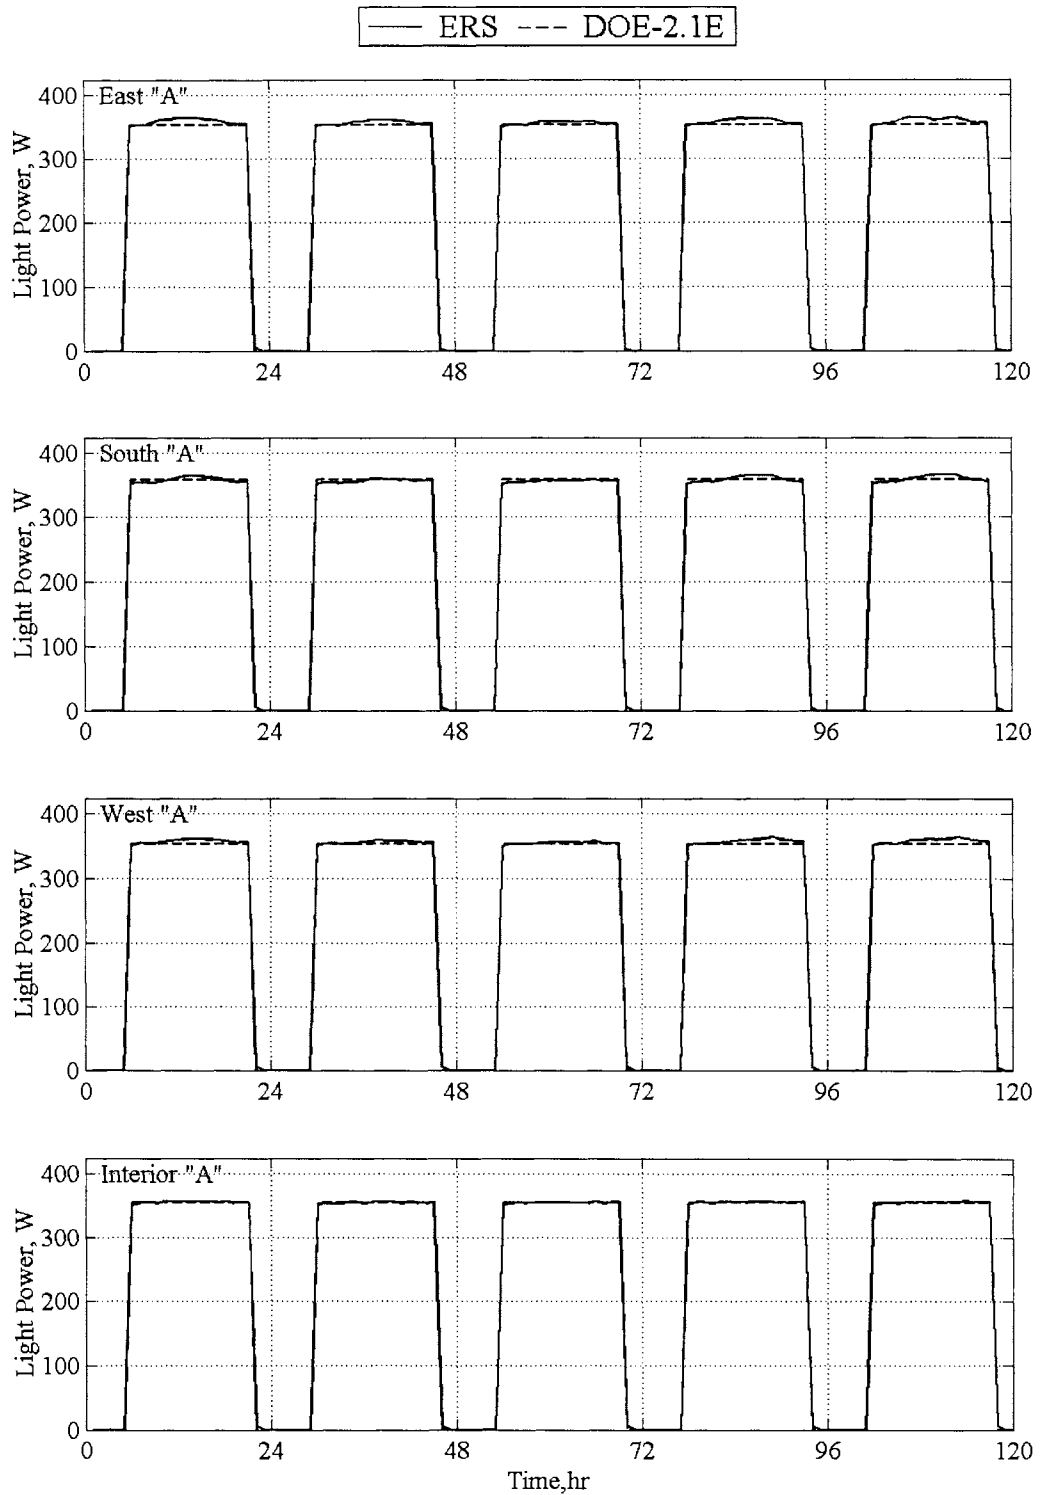 ERS DOE-2.1E
East "A"
Light Power, W
400
300
200
100
0
0 24 48 72 96 120
South "A"
Light Power, W
400
300
200
100
0
0 24 48 72 96 120
West "A"
Light Power, W
400
300
200
100
0
0 24 48 72 96 120
Interior "A"
Light Power, W
400
300
200
100
0
0 24 48 72 96 120
Time,hr